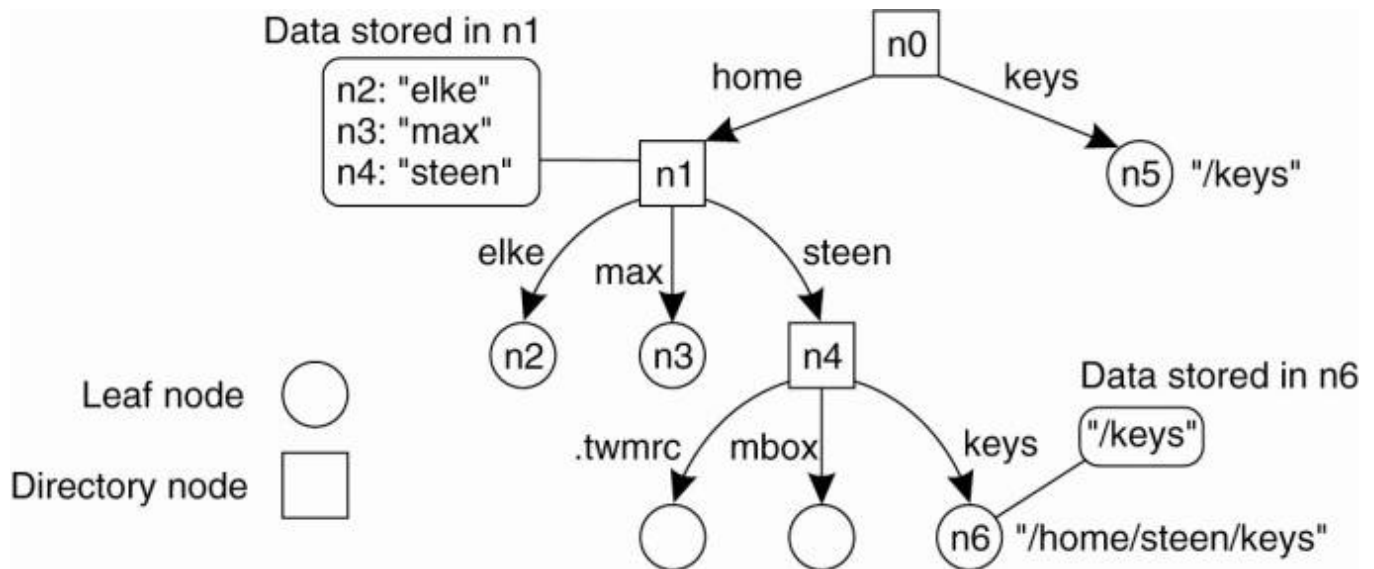 Data stored in n1
n0
n2: "elke"
n3: "max"
n4: "steen"
home
keys
n1
n5
"/keys"
elke
max
steen
n2
n3
n4
Leaf node
Data stored in n6
"/keys"
.twmrc
mbox
keys
Directory node
n6
"/home/steen/keys"